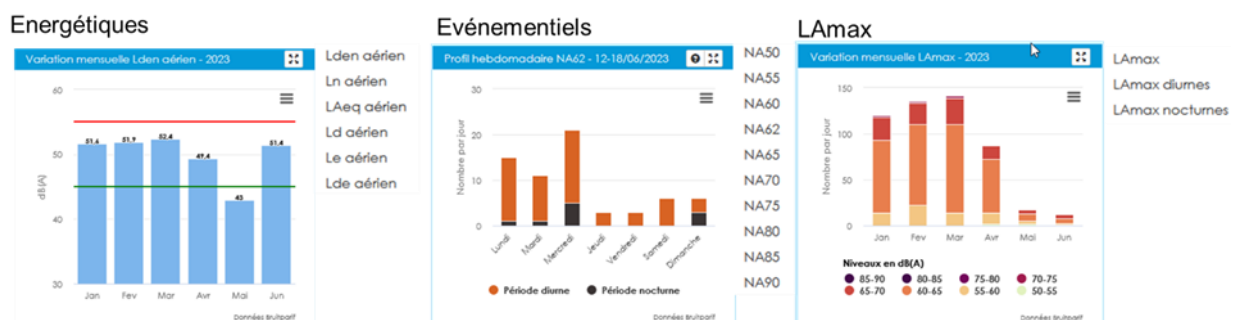 Energétiques
Variation mensuelle Lden aérien - 2023
60
50
40
30
dB(A)
51.6
51.9
52.4
49.4
43
51.4
Jan Fev Mar Avr Mai Jun
Données Bruitparif
Lden aérien
Ln aérien
LAeq aérien
Ld aérien
Le aérien
Lde aérien
Evénementiels
Profil hebdomadaire NA62 - 12-18/06/2023
?
30
20
10
0
Nombre par jour
Lundi Mardi Mercredi Jeudi Vendredi Samedi Dimanche
Période diurne Période nocturne
Données Bruitparif
NA50
NA55
NA60
NA62
NA65
NA70
NA75
NA80
NA85
NA90
LAmax
Variation mensuelle LAmax - 2023
150
100
50
0
Nombre par jour
Jan Fev Mar Avr Mai Jun
Niveaux en dB(A)
85-90 80-85 75-80 70-75
65-70 60-65 55-60 50-55
Données Bruitparif
LAmax
LAmax diurnes
LAmax nocturnes